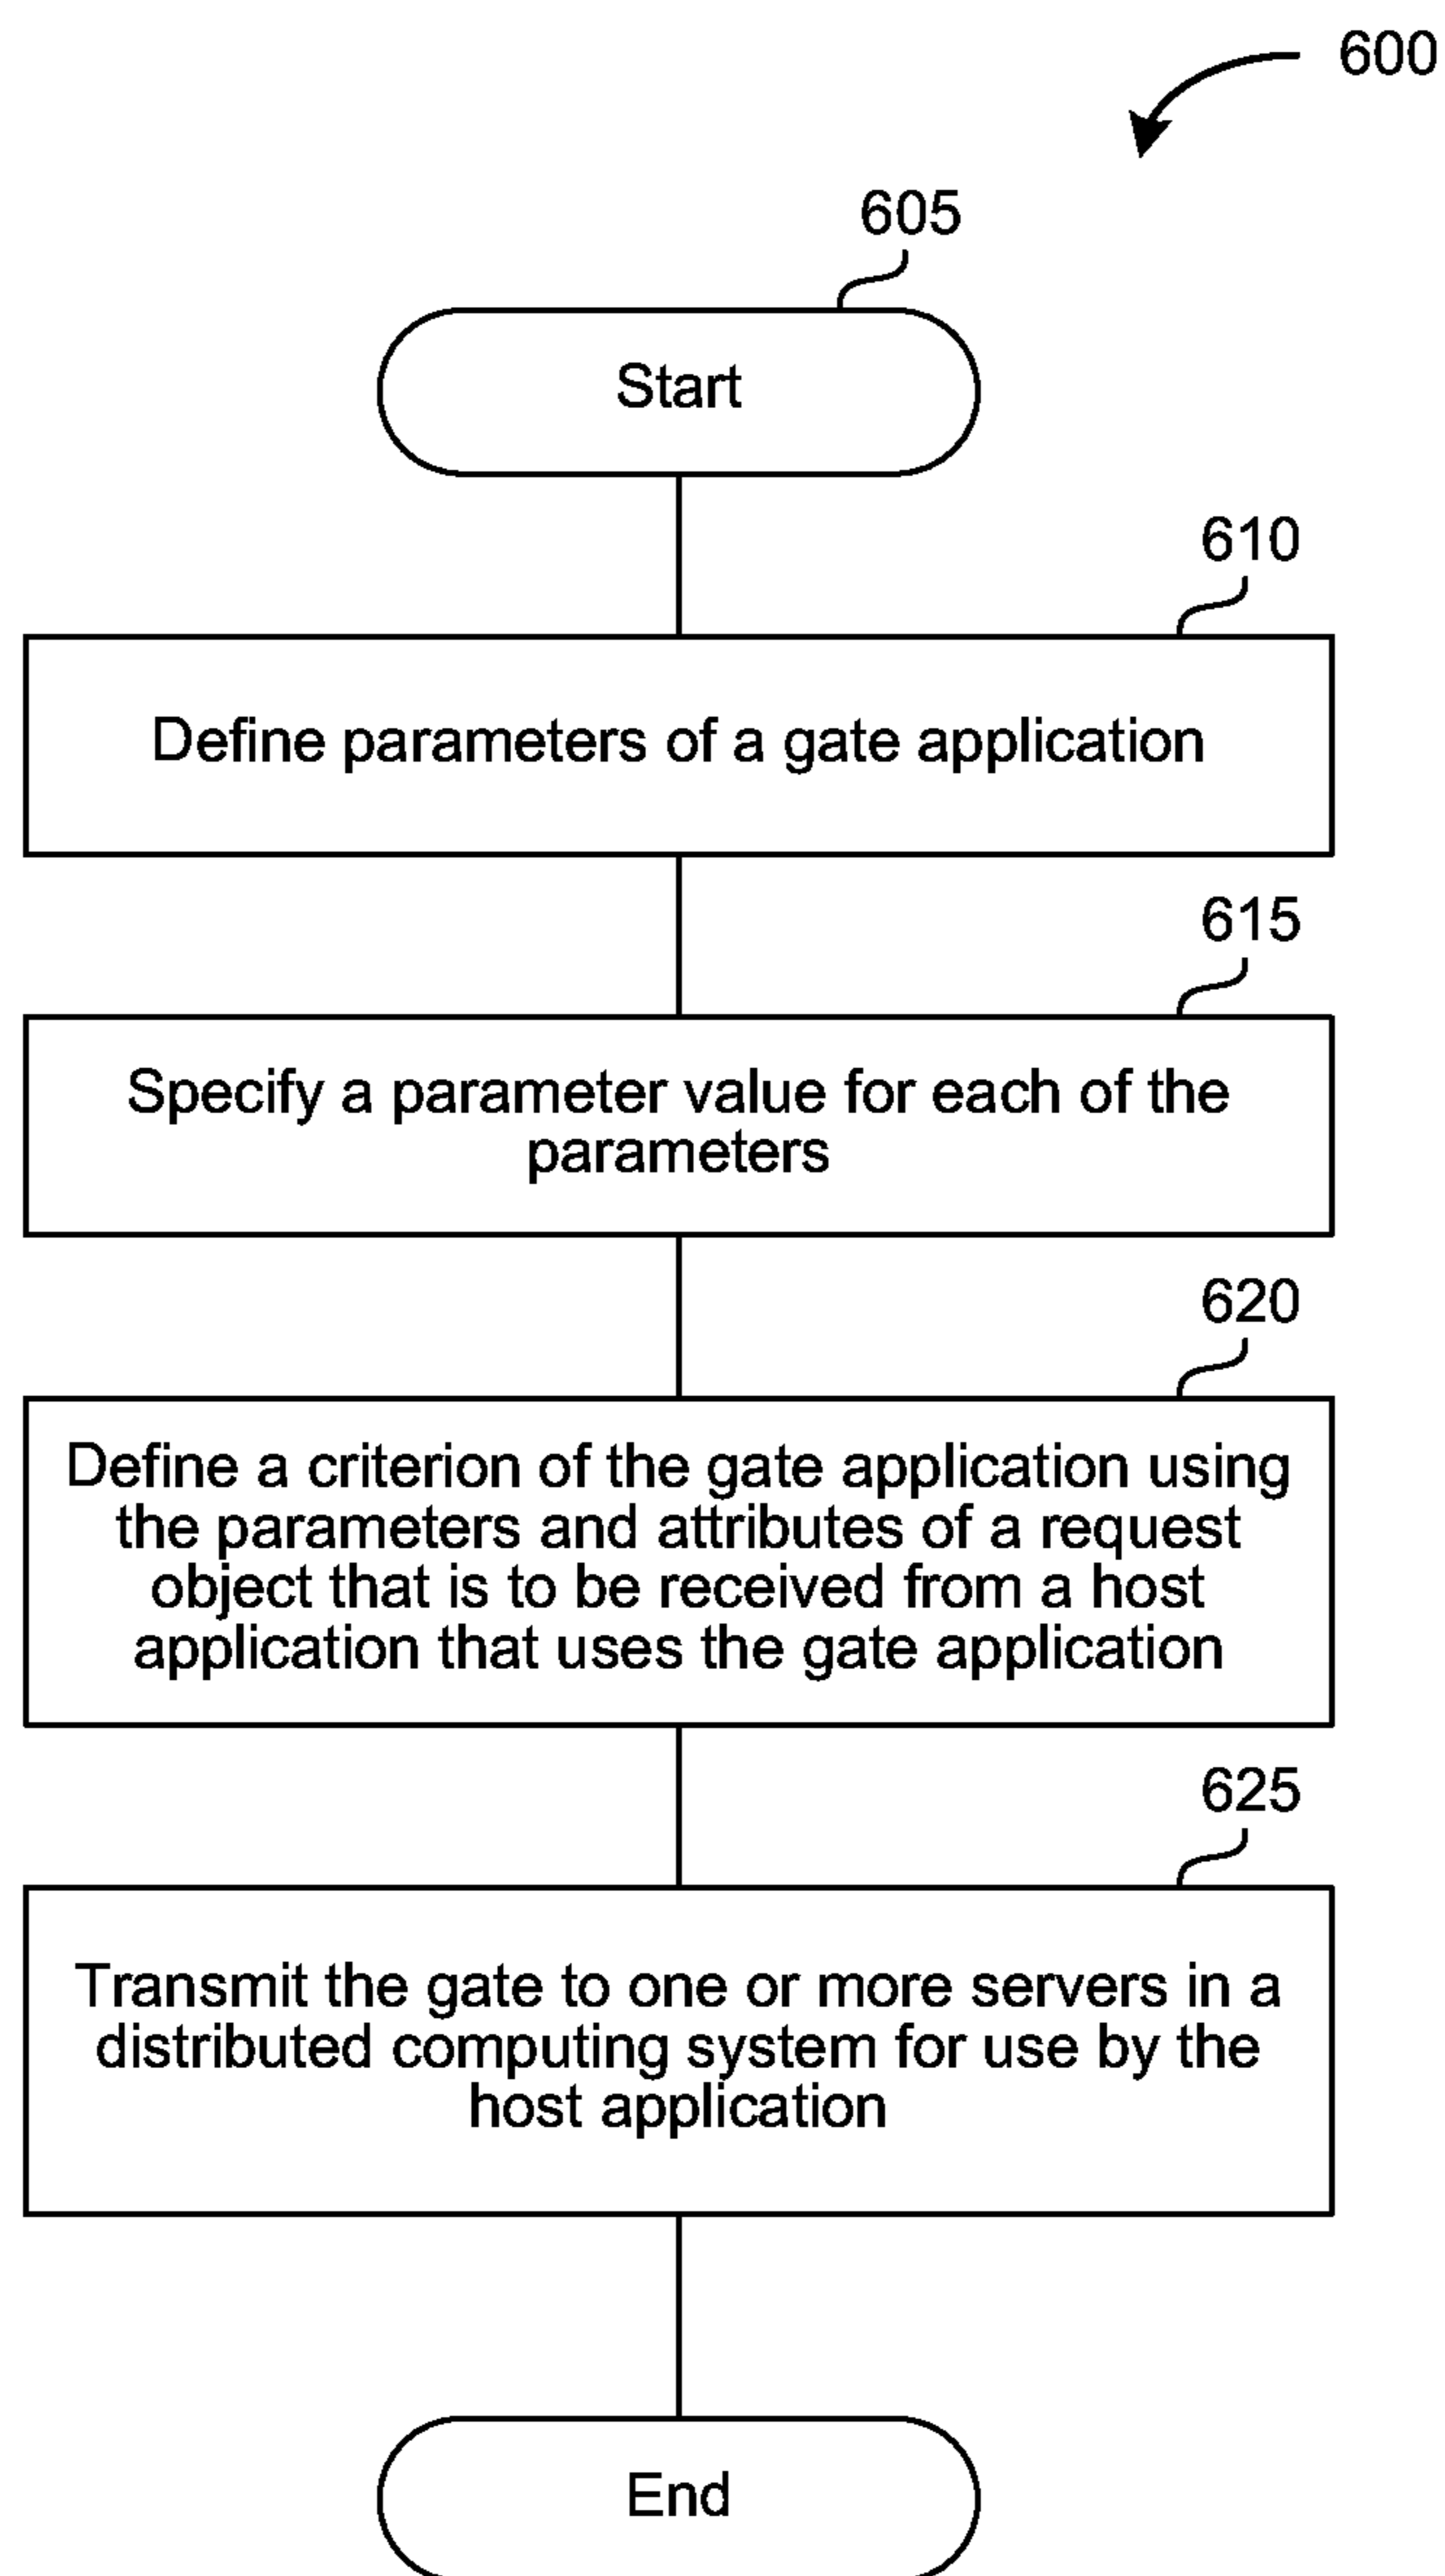 600
605
Start
610
Define parameters of a gate application
615
Specify a parameter value for each of the
parameters
620
Define a criterion of the gate application using
the parameters and attributes of a request
object that is to be received from a host
application that uses the gate application
625
Transmit the gate to one or more servers in a
distributed computing system for use by the
host application
End